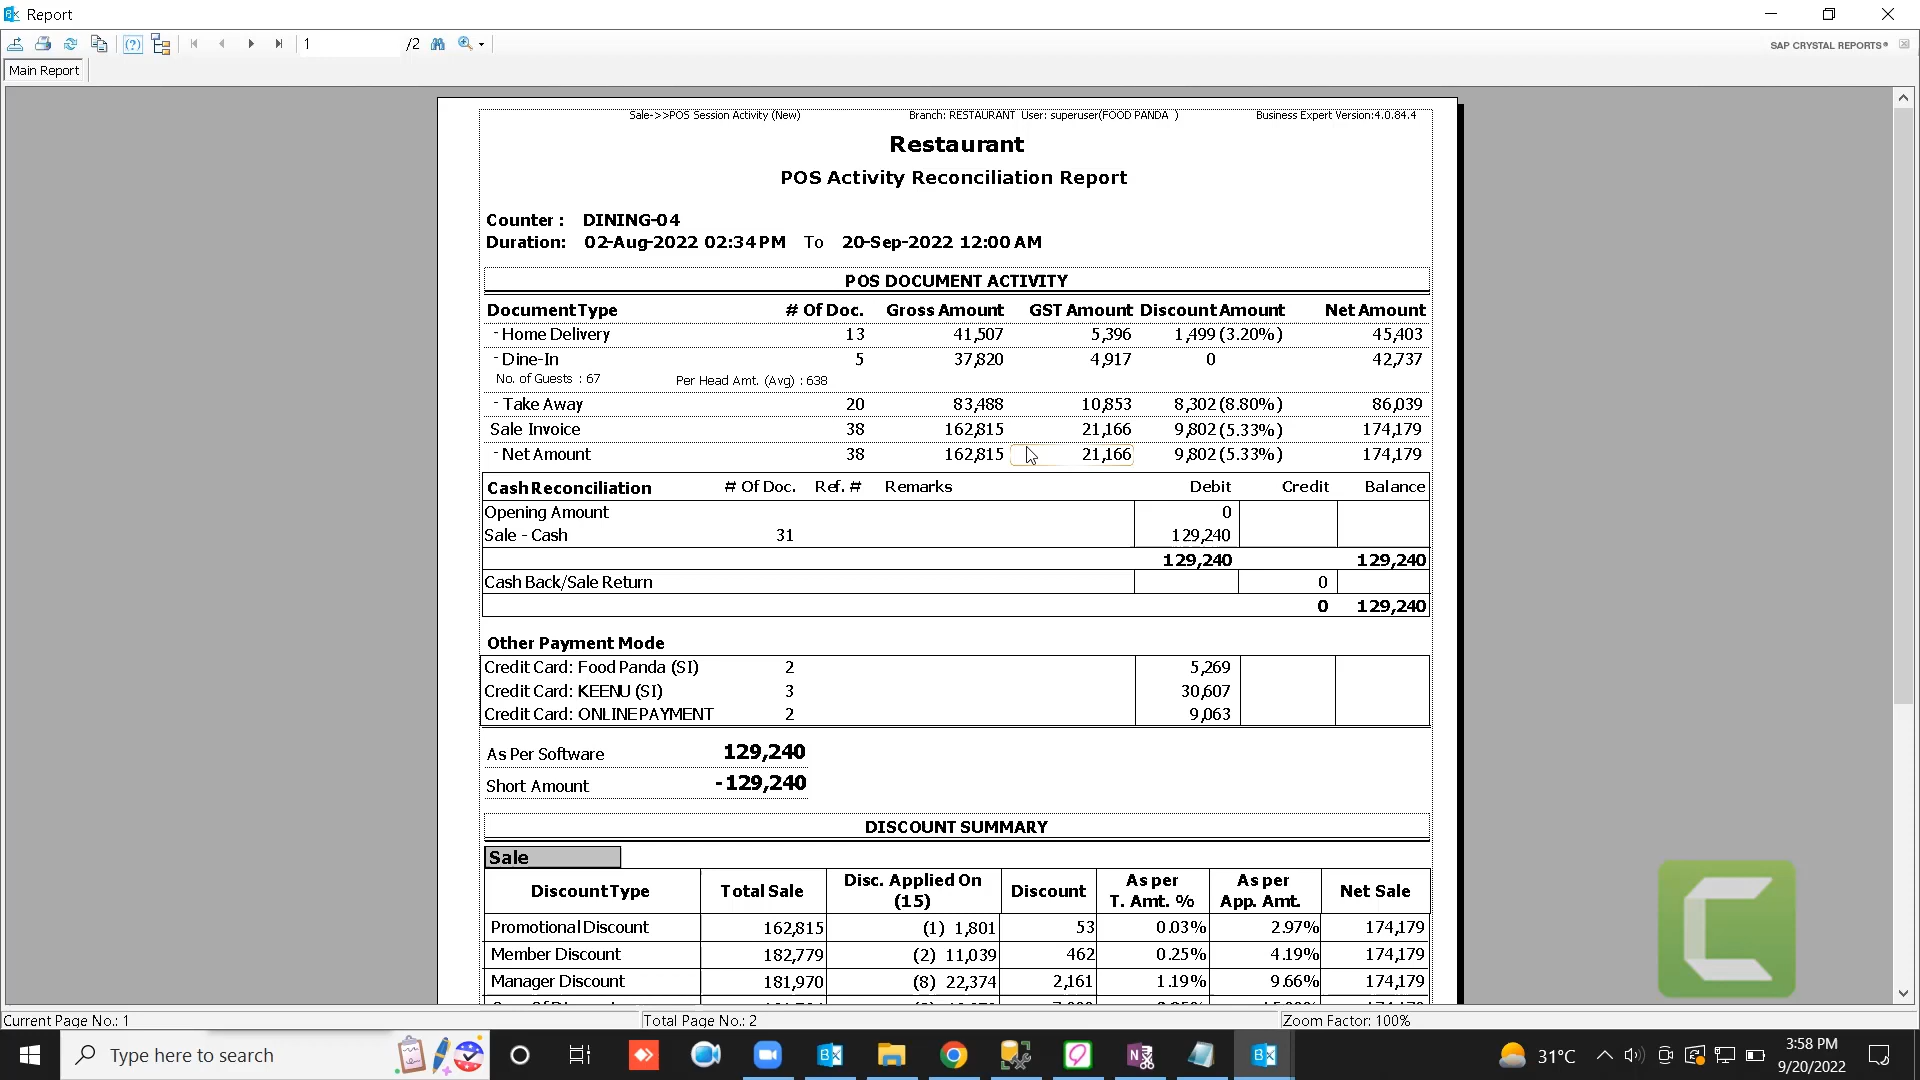 Report
1 /2
SAP CRYSTAL REPORTS®
Main Report
Sale->>POS Session Activity (New) Branch: RESTAURANT User: superuser(FOOD PANDA ) Business Expert Version:4.0.84.4
Restaurant
POS Activity Reconciliation Report
Counter : DINING-04
Duration: 02-Aug-2022 02:34 PM To 20-Sep-2022 12:00 AM
POS DOCUMENT ACTIVITY
Document Type # Of Doc. Gross Amount GST Amount Discount Amount Net Amount
- Home Delivery 13 41,507 5,396 1,499 (3.20%) 45,403
- Dine-In 5 37,820 4,917 0 42,737
No. of Guests : 67 Per Head Amt. (Avg) : 638
- Take Away 20 83,488 10,853 8,302 (8.80%) 86,039
Sale Invoice 38 162,815 21,166 9,802 (5.33%) 174,179
- Net Amount 38 162,815 21,166 9,802 (5.33%) 174,179
Cash Reconciliation # Of Doc. Ref. # Remarks Debit Credit Balance
Opening Amount 0
Sale - Cash 31 129,240
129,240 129,240
Cash Back/Sale Return 0
0 129,240
Other Payment Mode
Credit Card: Food Panda (SI) 2 5,269
Credit Card: KEENU (SI) 3 30,607
Credit Card: ONLINE PAYMENT 2 9,063
As Per Software 129,240
Short Amount -129,240
DISCOUNT SUMMARY
Sale
Discount Type Total Sale Disc. Applied On (15) Discount As per T. Amt. % As per App. Amt. Net Sale
Promotional Discount 162,815 (1) 1,801 53 0.03% 2.97% 174,179
Member Discount 182,779 (2) 11,039 462 0.25% 4.19% 174,179
Manager Discount 181,970 (8) 22,374 2,161 1.19% 9.66% 174,179
Current Page No.: 1 Total Page No.: 2 Zoom Factor: 100%
Type here to search
31°C
3:58 PM
9/20/2022